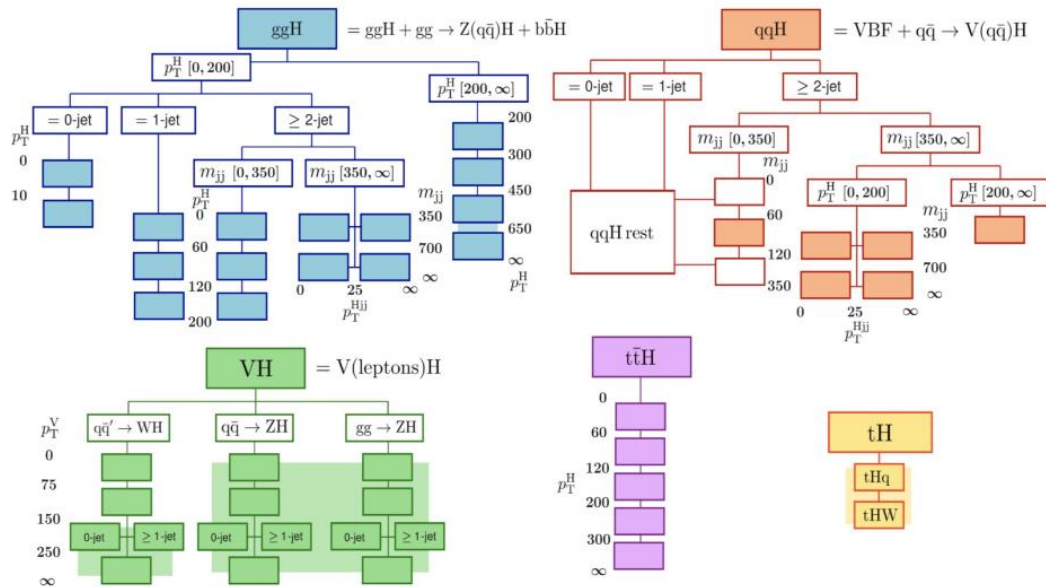 ggH
= ggH + gg → Z(qq̄)H + bb̄H
p_T^H [0, 200]
p_T^H [200, ∞]
= 0-jet
= 1-jet
≥ 2-jet
p_T^H
0
10
m_jj [0, 350]
m_jj [350, ∞]
p_T^H
0
60
120
200
m_jj
350
700
∞
0
25
∞
p_T^Hjj
200
300
450
650
∞
p_T^H
qqH
= VBF + qq̄ → V(qq̄)H
= 0-jet
= 1-jet
≥ 2-jet
m_jj [0, 350]
m_jj [350, ∞]
m_jj
0
60
120
350
qqH rest
p_T^H [0, 200]
p_T^H [200, ∞]
m_jj
350
700
∞
0
25
∞
p_T^Hjj
VH
= V(leptons)H
qq̄′ → WH
qq̄ → ZH
gg → ZH
p_T^V
0
75
150
250
∞
0-jet
≥ 1-jet
0-jet
≥ 1-jet
0-jet
≥ 1-jet
tt̄H
p_T^H
0
60
120
200
300
∞
tH
tHq
tHW